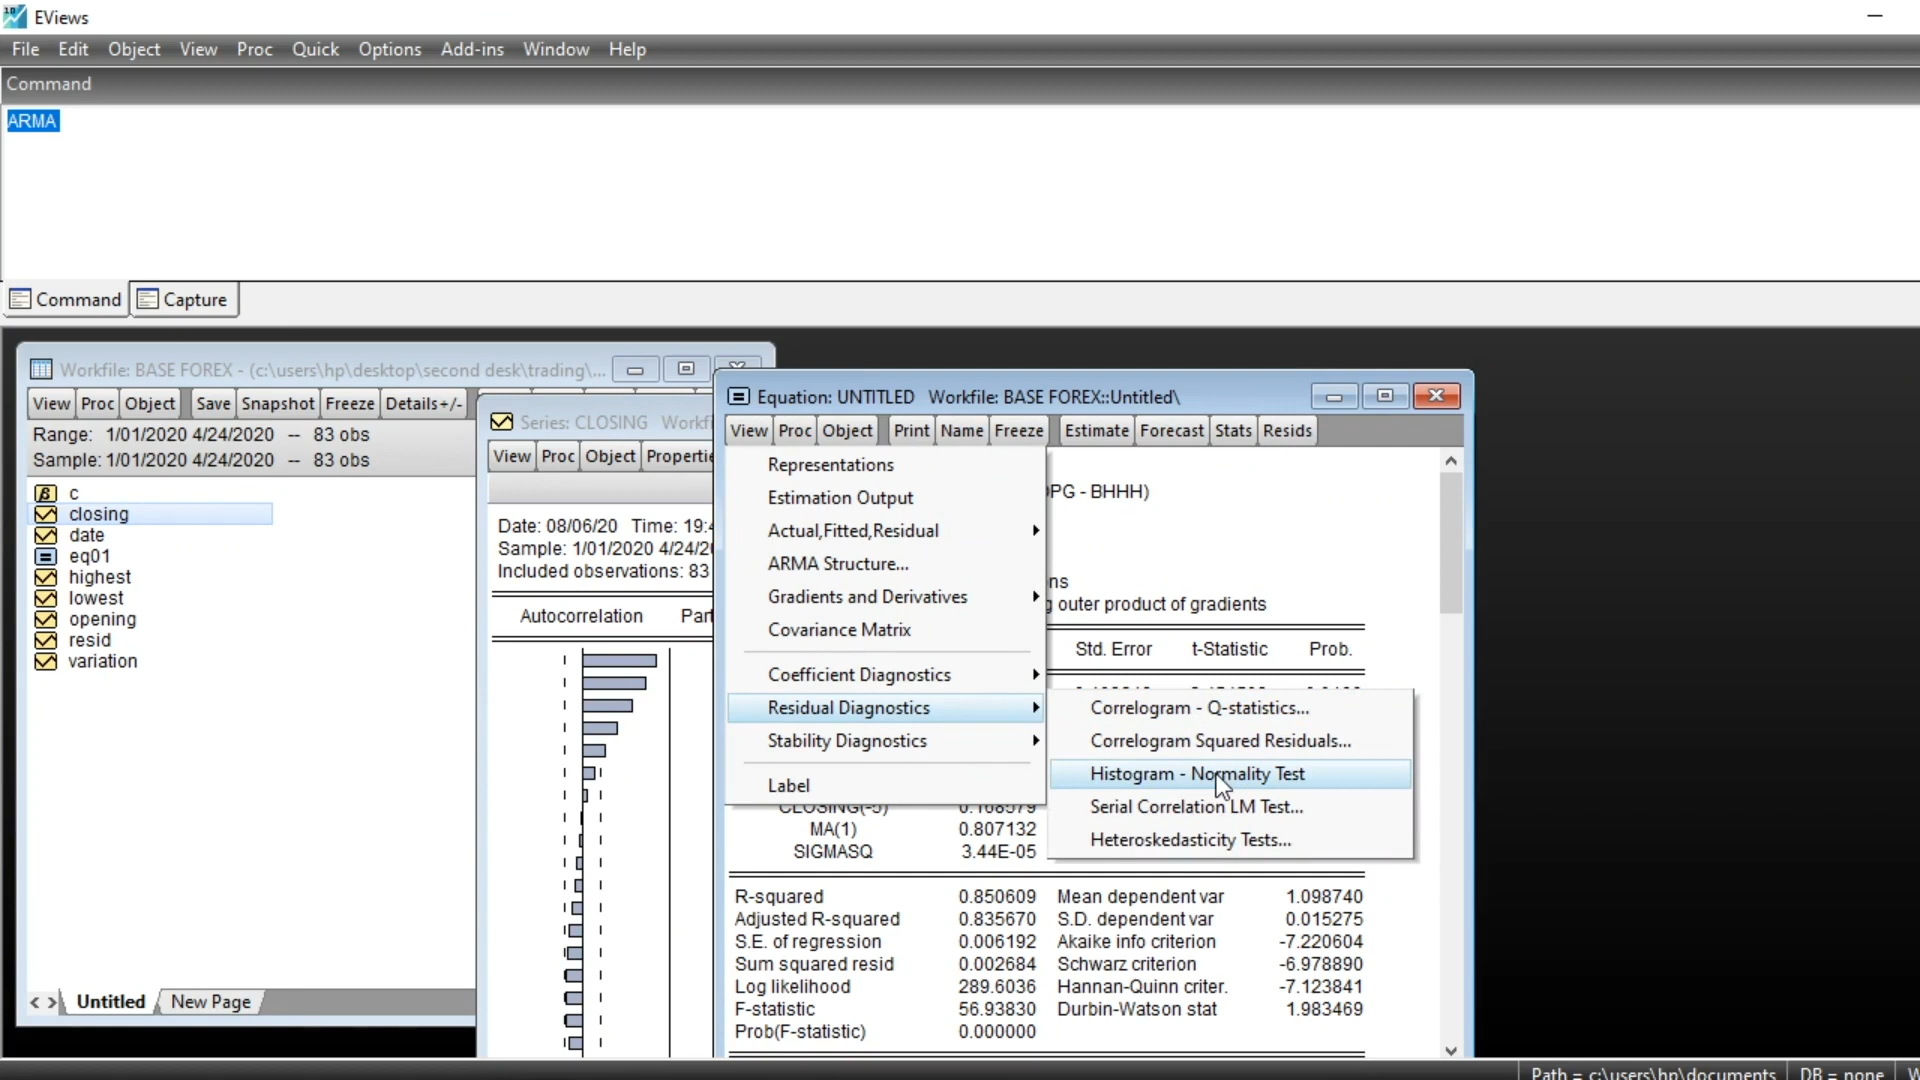 EViews
File Edit Object View Proc Quick Options Add-ins Window Help
Command
ARMA
Command Capture
Workfile: BASE FOREX - (c:\users\hp\desktop\second desk\trading\...
View Proc Object Save Snapshot Freeze Details+/-
Range: 1/01/2020 4/24/2020 -- 83 obs
Sample: 1/01/2020 4/24/2020 -- 83 obs
c
closing
date
eq01
highest
lowest
opening
resid
variation
Untitled New Page
Series: CLOSING
View Proc Object
Date: 08/06/20 Time:
Sample: 1/01/2020
Included observations: 83
Autocorrelation
Equation: UNTITLED Workfile: BASE FOREX::Untitled\
View Proc Object Print Name Freeze Estimate Forecast Stats Resids
Representations
Estimation Output
Actual,Fitted,Residual
ARMA Structure...
Gradients and Derivatives
Covariance Matrix
Coefficient Diagnostics
Residual Diagnostics
Stability Diagnostics
Label
Correlogram - Q-statistics...
Correlogram Squared Residuals...
Histogram - Normality Test
Serial Correlation LM Test...
Heteroskedasticity Tests...
- BHHH)
outer product of gradients
Std. Error t-Statistic Prob.
CLOSING(-5) 0.168579
MA(1) 0.807132
SIGMASQ 3.44E-05
R-squared 0.850609 Mean dependent var 1.098740
Adjusted R-squared 0.835670 S.D. dependent var 0.015275
S.E. of regression 0.006192 Akaike info criterion -7.220604
Sum squared resid 0.002684 Schwarz criterion -6.978890
Log likelihood 289.6036 Hannan-Quinn criter. -7.123841
F-statistic 56.93830 Durbin-Watson stat 1.983469
Prob(F-statistic) 0.000000
Path = c:\users\hp\documents DB = none